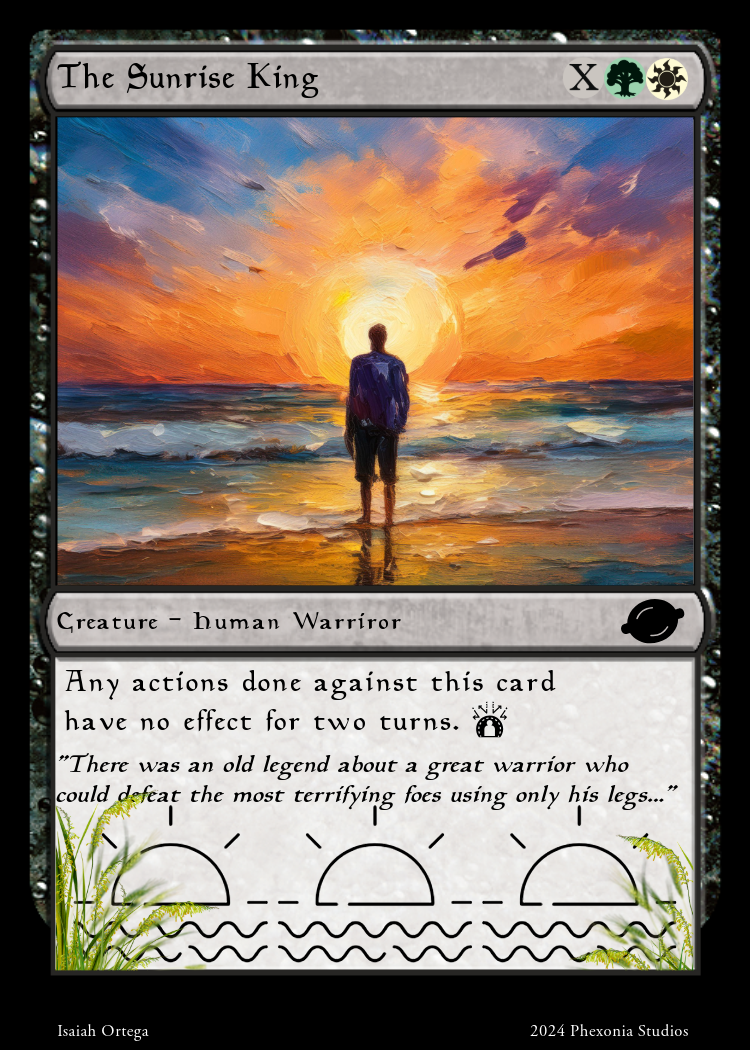 The Sunrise King X
Creature - Human Warriror
Any actions done against this card
have no effect for two turns.
"There was an old legend about a great warrior who
could defeat the most terrifying foes using only his legs..."
Isaiah Ortega 2024 Phexonia Studios